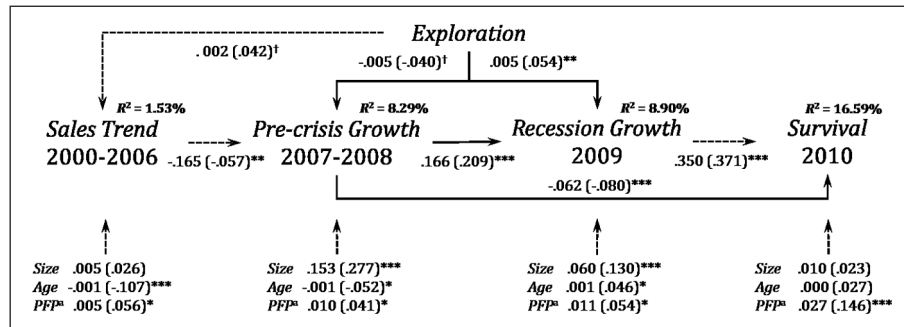 Exploration
.002 (.042)†
-.005 (-.040)† .005 (.054)**
R² = 1.53% R² = 8.29% R² = 8.90% R² = 16.59%
Sales Trend Pre-crisis Growth Recession Growth Survival
2000-2006 2007-2008 2009 2010
-.165 (-.057)** .166 (.209)*** .350 (.371)***
-.062 (-.080)***
Size .005 (.026) Size .153 (.277)*** Size .060 (.130)*** Size .010 (.023)
Age -.001 (-.107)*** Age -.001 (-.052)* Age .001 (.046)* Age .000 (.027)
PFPᵃ .005 (.056)* PFPᵃ .010 (.041)* PFPᵃ .011 (.054)* PFPᵃ .027 (.146)***